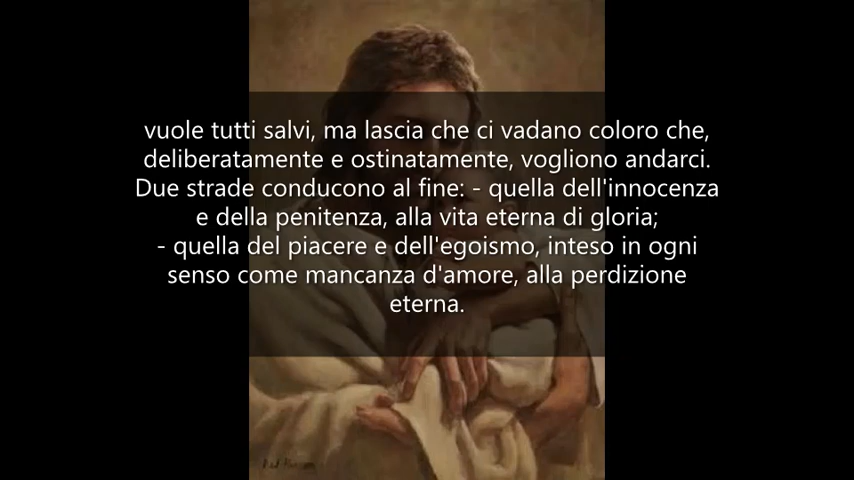 vuole tutti salvi, ma lascia che ci vadano coloro che,
deliberatamente e ostinatamente, vogliono andarci.
Due strade conducono al fine: - quella dell'innocenza
e della penitenza, alla vita eterna di gloria;
- quella del piacere e dell'egoismo, inteso in ogni
senso come mancanza d'amore, alla perdizione
eterna.